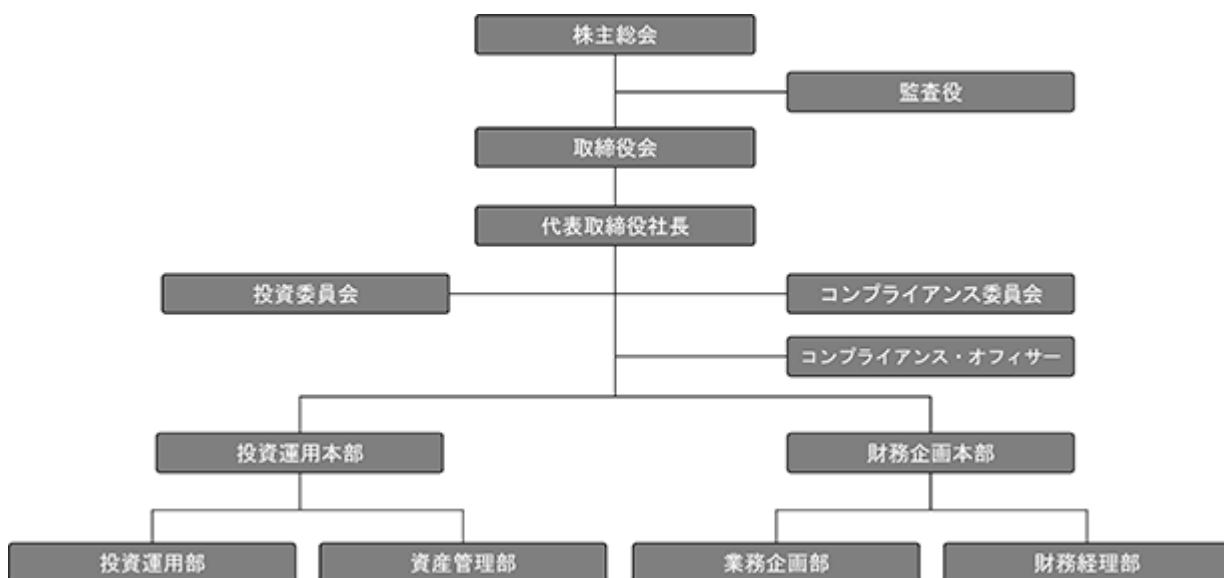 株主総会
監査役
取締役会
代表取締役社長
投資委員会
コンプライアンス委員会
コンプライアンス・オフィサー
投資運用本部
財務企画本部
投資運用部
資産管理部
業務企画部
財務経理部